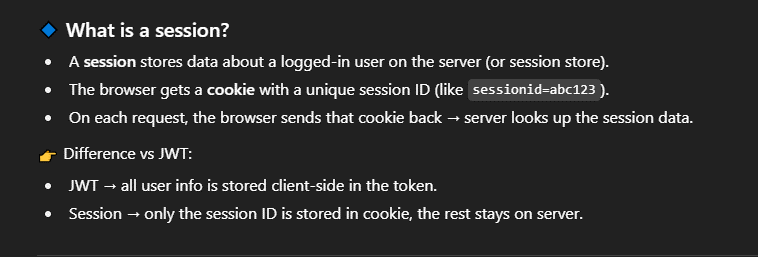 🔷 What is a session?
• A session stores data about a logged-in user on the server (or session store).
• The browser gets a cookie with a unique session ID (like sessionid=abc123).
• On each request, the browser sends that cookie back → server looks up the session data.
👉 Difference vs JWT:
• JWT → all user info is stored client-side in the token.
• Session → only the session ID is stored in cookie, the rest stays on server.